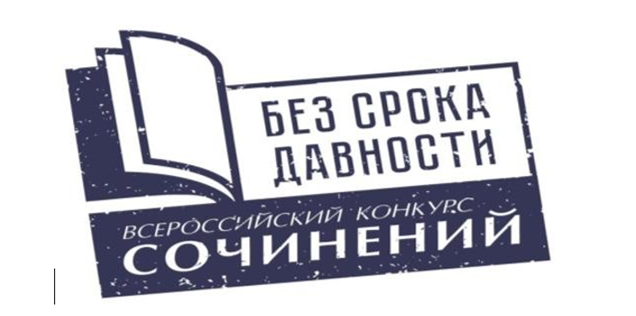 БЕЗ СРОКА
ДАВНОСТИ
ВСЕРОССИЙСКИЙ КОНКУРС
СОЧИНЕНИЙ